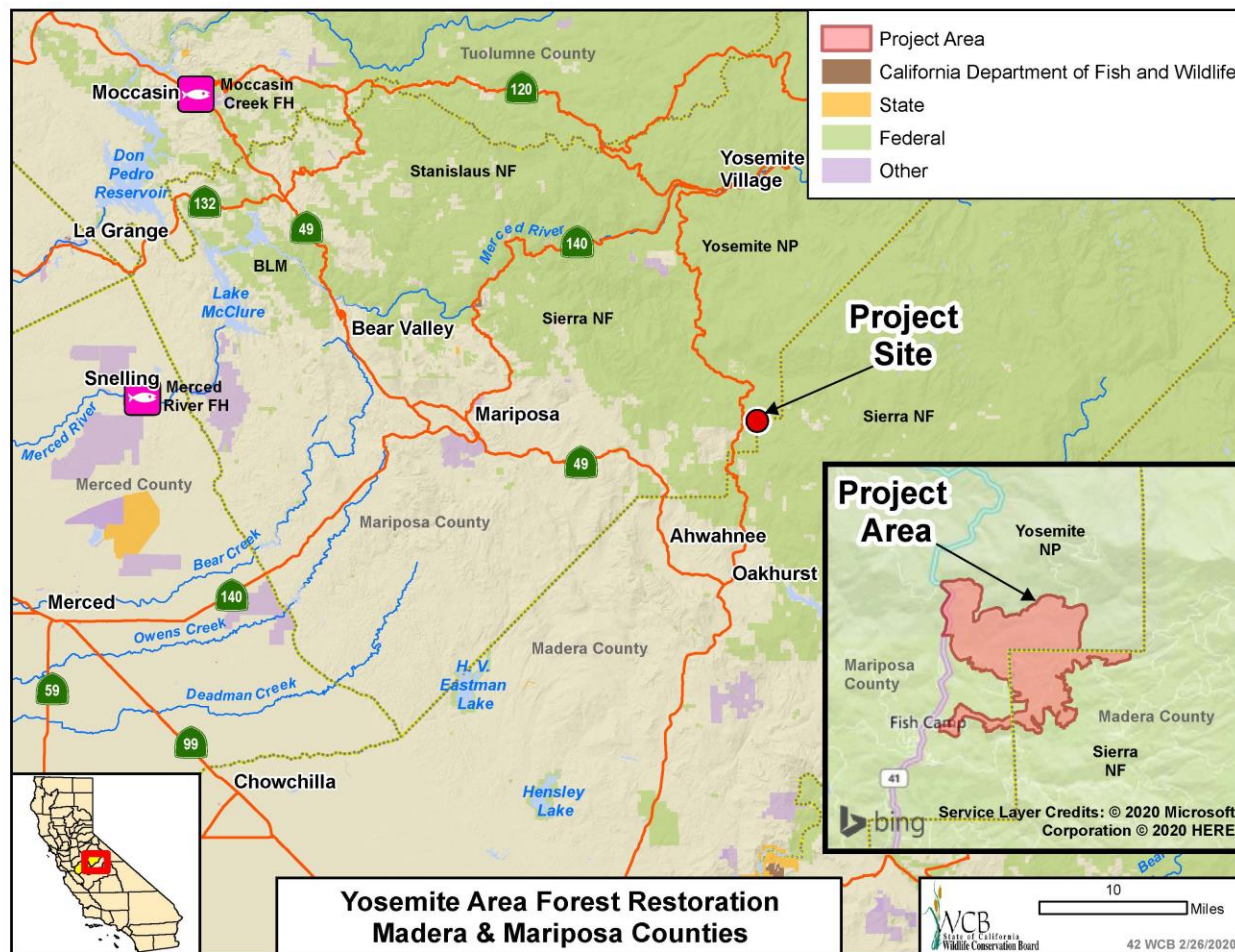 Tuolumne County
Moccasin
Moccasin
Creek FH
120
Don
Pedro
Reservoir
Stanislaus NF
Yosemite
Village
132
La Grange
49
Merced River
140
Yosemite NP
BLM
Lake
McClure
Bear Valley
Sierra NF
Project
Site
Snelling
Merced
River FH
Mariposa
Sierra NF
Merced River
49
Merced County
Mariposa County
Ahwahnee
Oakhurst
Bear Creek
Merced
140
Owens Creek
Madera County
H. V.
Eastman
Lake
59
Deadman Creek
99
Chowchilla
Hensley
Lake
Project Area
California Department of Fish and Wildlife
State
Federal
Other
Project
Area
Yosemite
NP
Mariposa
County
Fish Camp
Madera County
Sierra
NF
41
bing
Service Layer Credits: © 2020 Microsoft
Corporation © 2020 HERE
Bear
Yosemite Area Forest Restoration
Madera & Mariposa Counties
WCB
State of California
Wildlife Conservation Board
10
Miles
42 WCB 2/26/2020